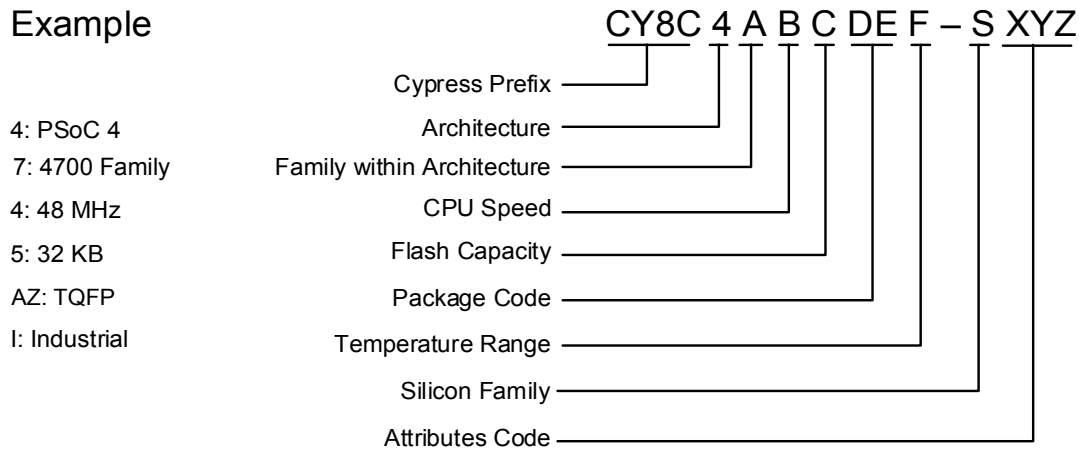 Example CY8C 4 A B C DE F – S XYZ
Cypress Prefix
4: PSoC 4 Architecture
7: 4700 Family Family within Architecture
4: 48 MHz CPU Speed
5: 32 KB Flash Capacity
AZ: TQFP Package Code
I: Industrial Temperature Range
Silicon Family
Attributes Code